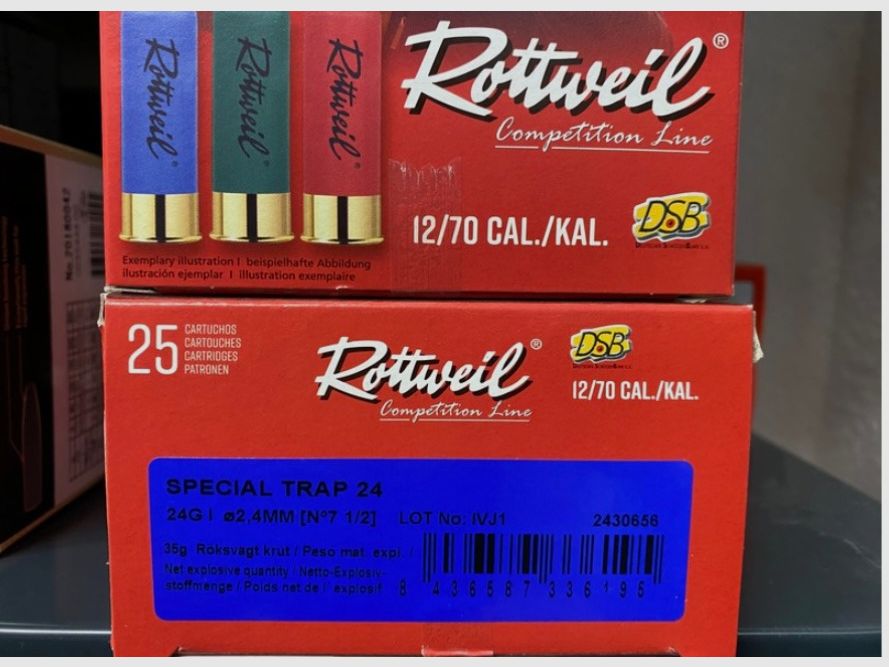 Rottweil
Rottweil
Rottweil
Rottweil®
Competition Line
12/70 CAL./KAL.
DSB
Exemplary illustration I beispielhafte Abbildung
ilustración ejemplar I illustration exemplaire
No. 20180042
25
CARTUCHOS
CARTOUCHES
CARTRIDGES
PATRONEN
Rottweil®
Competition Line
DSB
12/70 CAL./KAL.
SPECIAL TRAP 24
24G I ø2,4MM [Nº7 1/2] LOT No: IVJ1 2430656
35g Röksvagt krut / Peso mat. expl. /
Net explosive quantity / Netto-Explosiv-
stoffmenge / Poids net de l' explosif
8 436587 336195